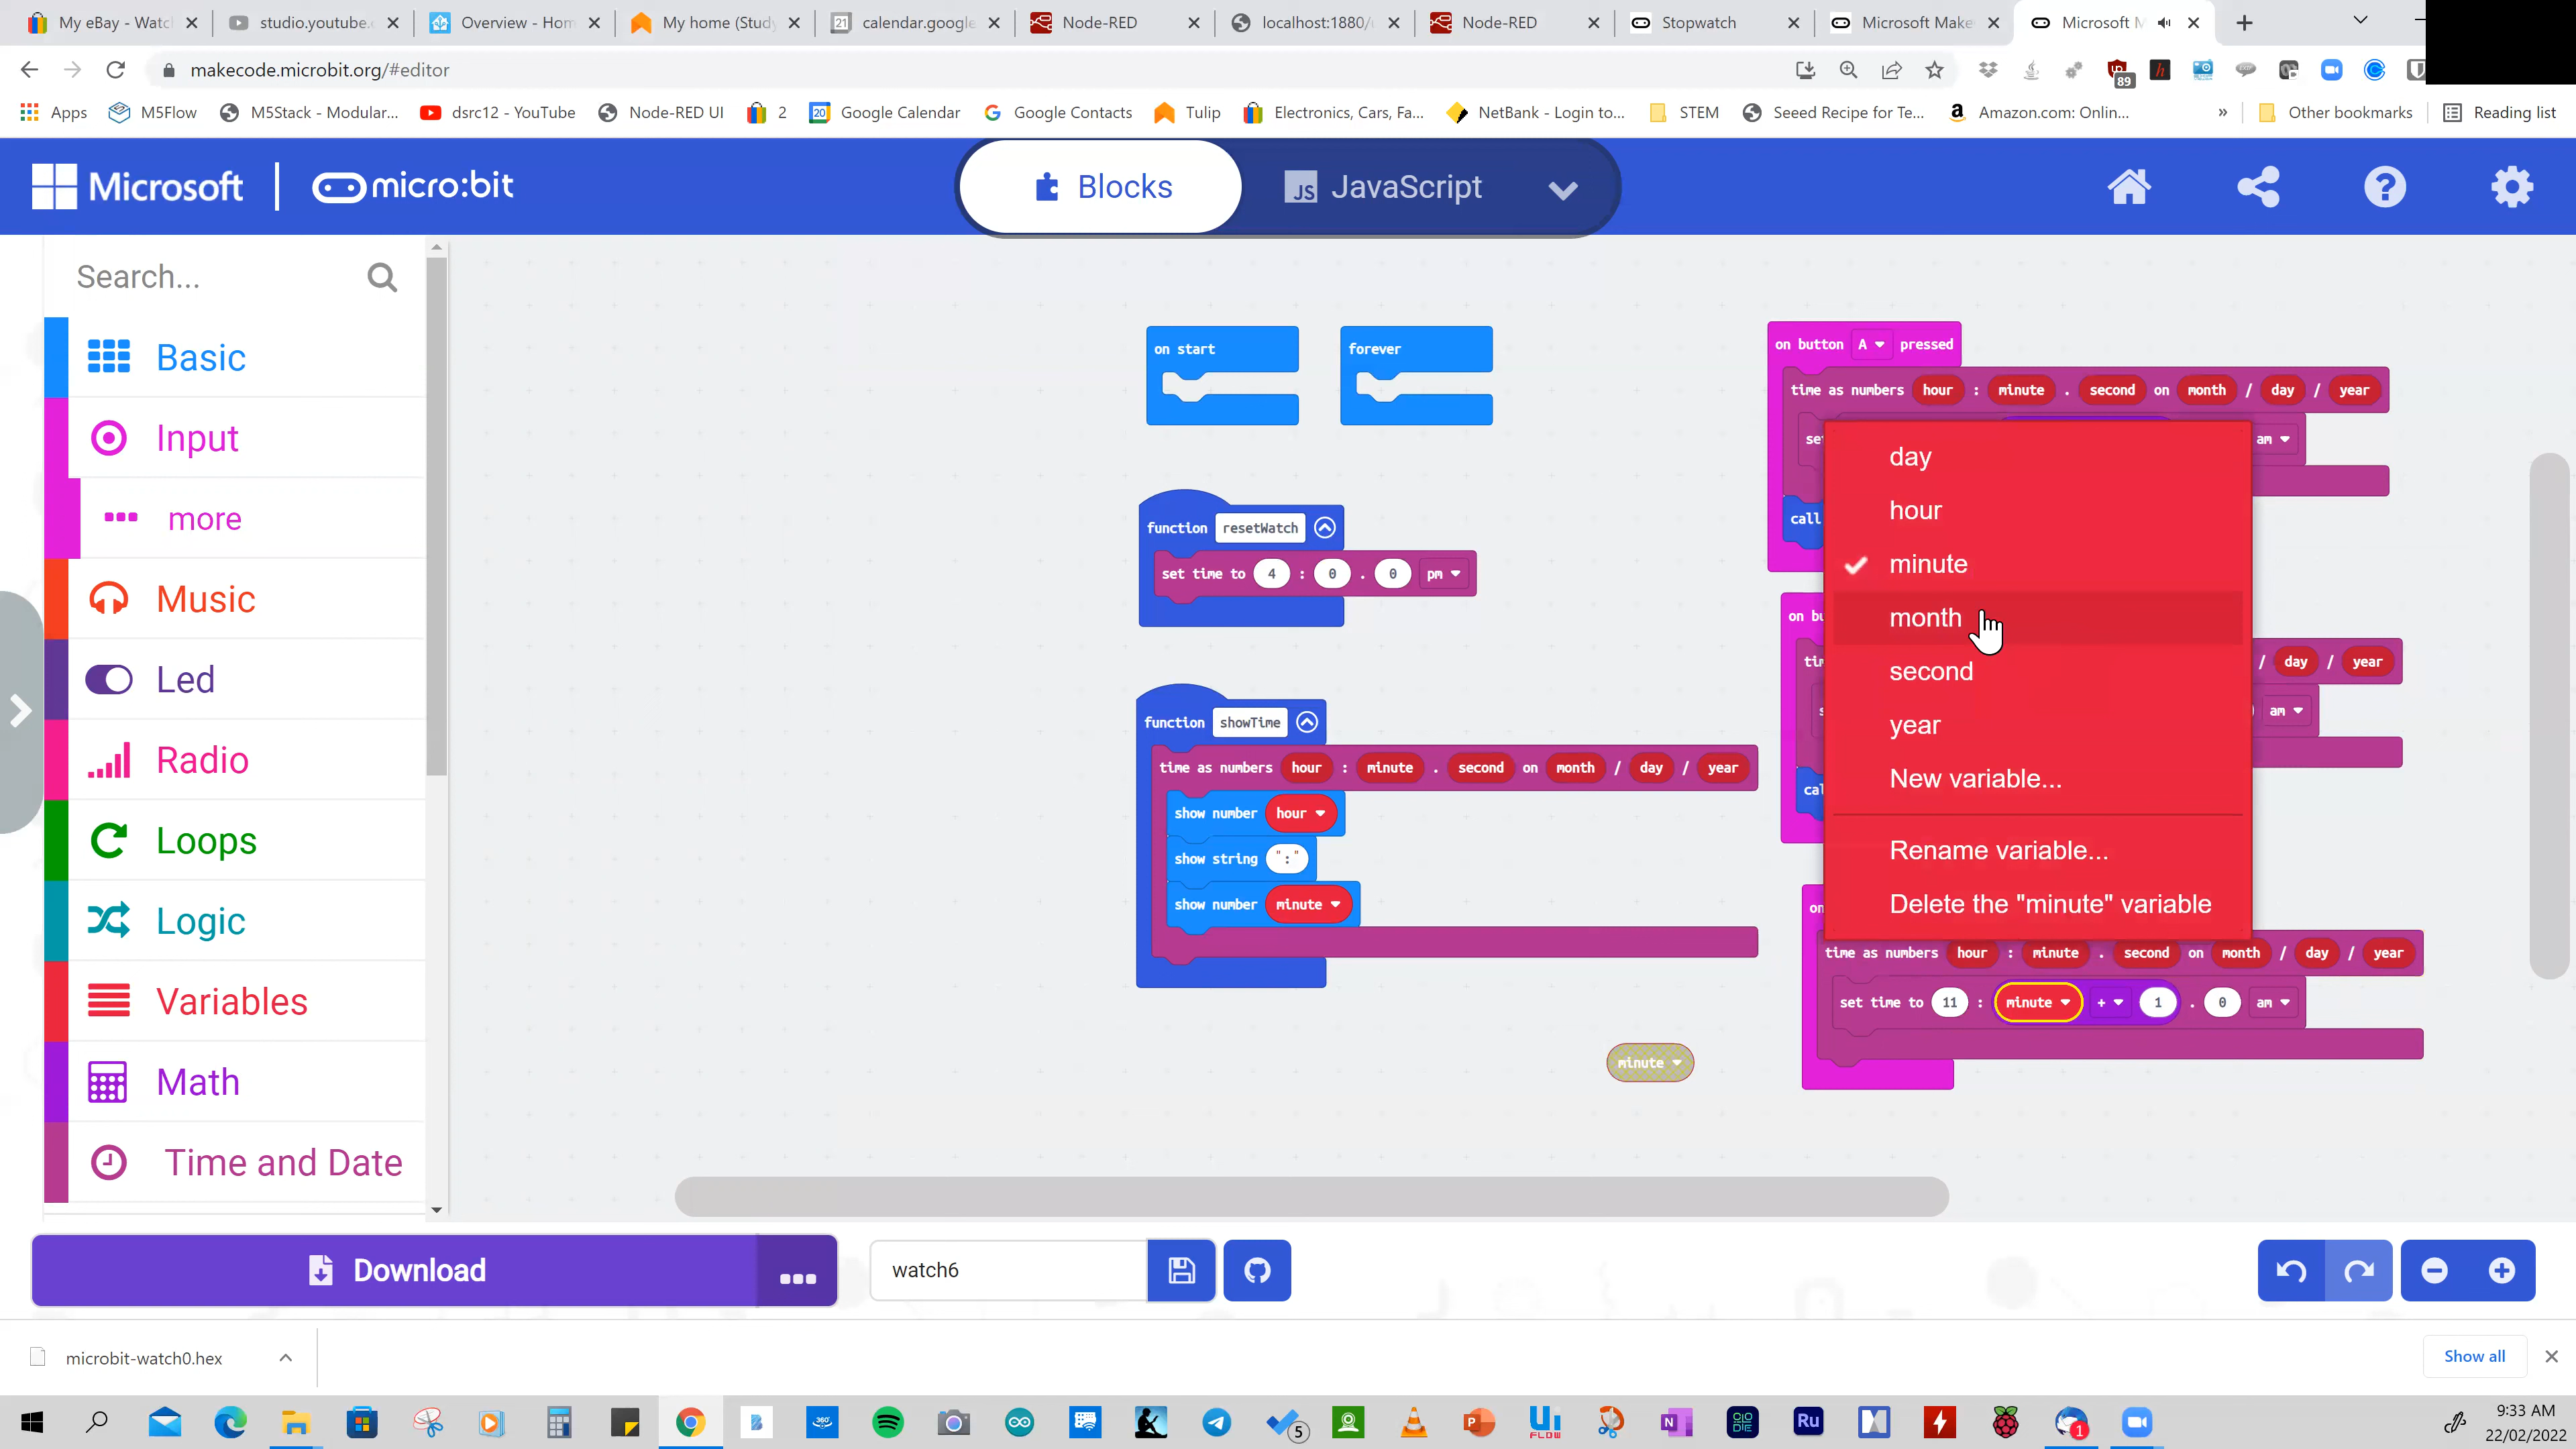 My eBay - Watch
studio.youtube.c
Overview - Hom
My home (Study
calendar.google
Node-RED
localhost:1880/
Node-RED
Stopwatch
Microsoft Make
Microsoft M
makecode.microbit.org/#editor
89
Apps
M5Flow
M5Stack - Modular...
dsrc12 - YouTube
Node-RED UI
2
20
Google Calendar
Google Contacts
Tulip
Electronics, Cars, Fa...
NetBank - Login to...
STEM
Seeed Recipe for Te...
Amazon.com: Onlin...
»
Other bookmarks
Reading list
Microsoft
micro:bit
Blocks
JS JavaScript
Search...
Basic
Input
more
Music
Led
Radio
Loops
Logic
Variables
Math
Time and Date
on start
forever
function resetWatch
set time to 4 : 0 . 0 pm
function showTime
time as numbers hour : minute . second on month / day / year
show number hour
show string ":"
show number minute
minute
on button A pressed
time as numbers hour : minute . second on month / day / year
am
call
/ day / year
am
day
hour
minute
month
second
year
New variable...
Rename variable...
Delete the "minute" variable
time as numbers hour : minute . second on month / day / year
set time to 11 : minute + 1 . 0 am
Download
...
watch6
microbit-watch0.hex
Show all
9:33 AM
22/02/2022